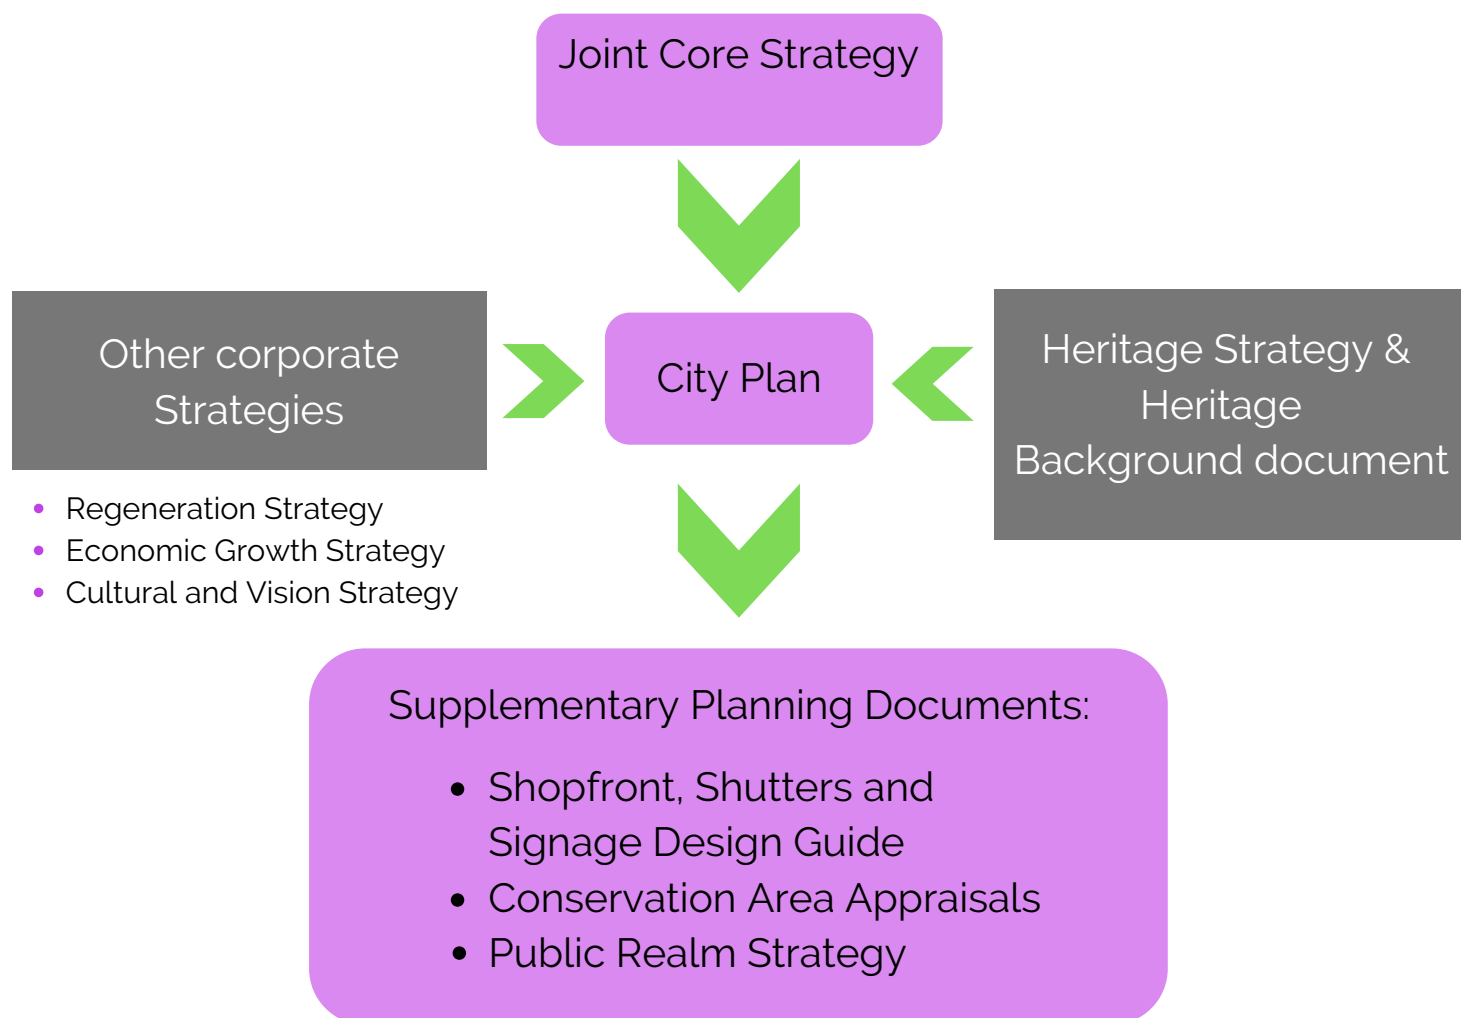 Joint Core Strategy
Other corporate
Strategies
City Plan
Heritage Strategy &
Heritage
Background document
• Regeneration Strategy
• Economic Growth Strategy
• Cultural and Vision Strategy
Supplementary Planning Documents:
• Shopfront, Shutters and
Signage Design Guide
• Conservation Area Appraisals
• Public Realm Strategy